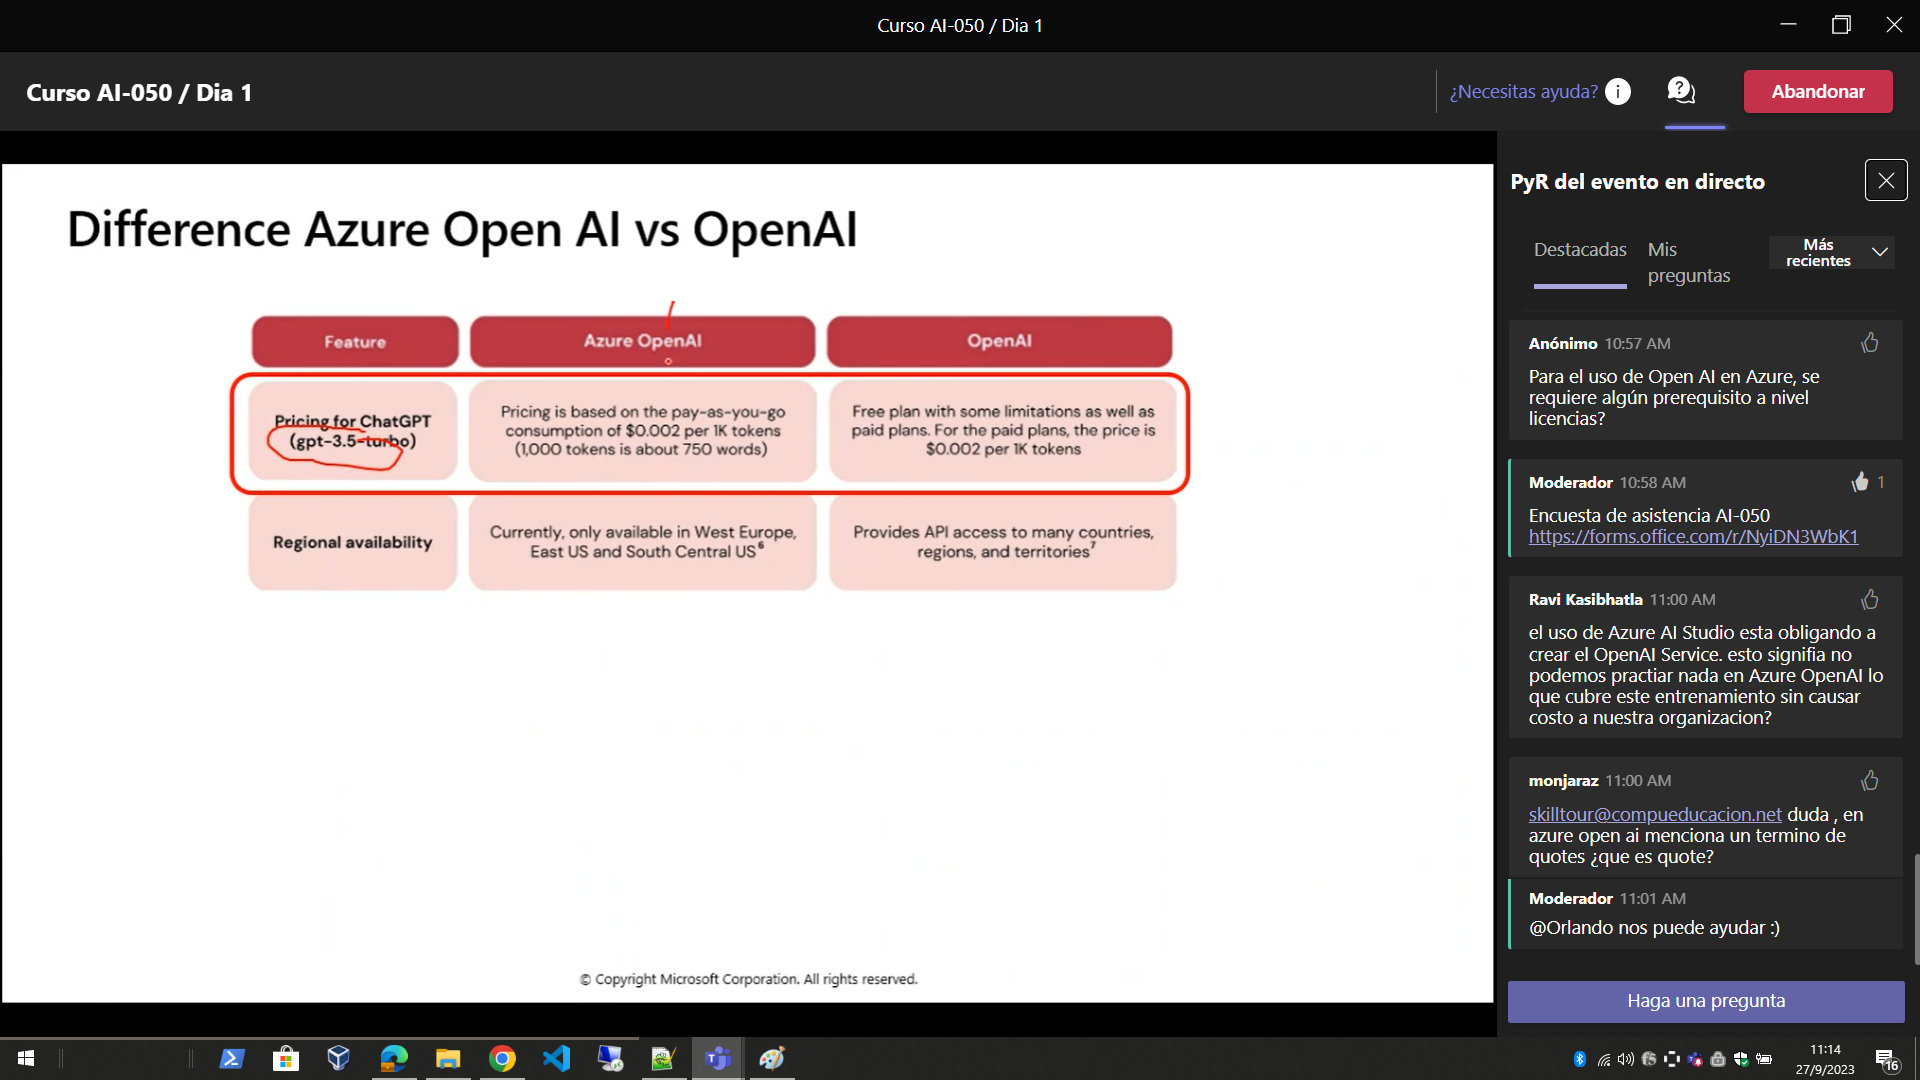 Curso AI-050 / Dia 1
Curso AI-050 / Dia 1
¿Necesitas ayuda?
Abandonar
Difference Azure Open AI vs OpenAI
Feature
Azure OpenAI
OpenAI
Pricing for ChatGPT
(gpt-3.5-turbo)
Pricing is based on the pay-as-you-go
consumption of $0.002 per 1K tokens
(1,000 tokens is about 750 words)
Free plan with some limitations as well as
paid plans. For the paid plans, the price is
$0.002 per 1K tokens
Regional availability
Currently, only available in West Europe,
East US and South Central US⁶
Provides API access to many countries,
regions, and territories⁷
© Copyright Microsoft Corporation. All rights reserved.
PyR del evento en directo
Destacadas
Mis
preguntas
Más
recientes
Anónimo 10:57 AM
Para el uso de Open AI en Azure, se
requiere algún prerequisito a nivel
licencias?
Moderador 10:58 AM
1
Encuesta de asistencia AI-050
https://forms.office.com/r/NyiDN3WbK1
Ravi Kasibhatla 11:00 AM
el uso de Azure AI Studio esta obligando a
crear el OpenAI Service. esto signifia no
podemos practiar nada en Azure OpenAI lo
que cubre este entrenamiento sin causar
costo a nuestra organizacion?
monjaraz 11:00 AM
skilltour@compueducacion.net duda , en
azure open ai menciona un termino de
quotes ¿que es quote?
Moderador 11:01 AM
@Orlando nos puede ayudar :)
Haga una pregunta
11:14
27/9/2023
16